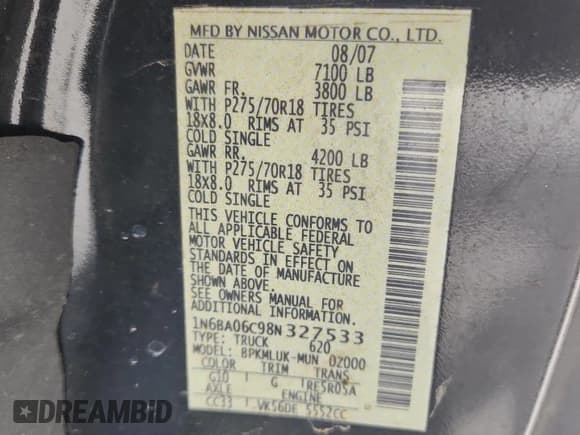 MFD BY NISSAN MOTOR CO., LTD.
DATE 08/07
GVWR 7100 LB
GAWR FR. 3800 LB
WITH P275/70R18 TIRES
18x8.0 RIMS AT 35 PSI
COLD SINGLE
GAWR RR. 4200 LB
WITH P275/70R18 TIRES
18x8.0 RIMS AT 35 PSI
COLD SINGLE
THIS VEHICLE CONFORMS TO
ALL APPLICABLE FEDERAL
MOTOR VEHICLE SAFETY
STANDARDS IN EFFECT ON
THE DATE OF MANUFACTURE
SHOWN ABOVE.
SEE OWNERS MANUAL FOR
ADDITIONAL INFORMATION.
1N6BA06C98N327533
TYPE: TRUCK 620
MODEL: BPKMLUK-MUN 02000
COLOR TRIM TRANS
G10 G TRE5R05A
AXLE
CC33 VK56DE 5552CC
DREAMBID
dreambid.com